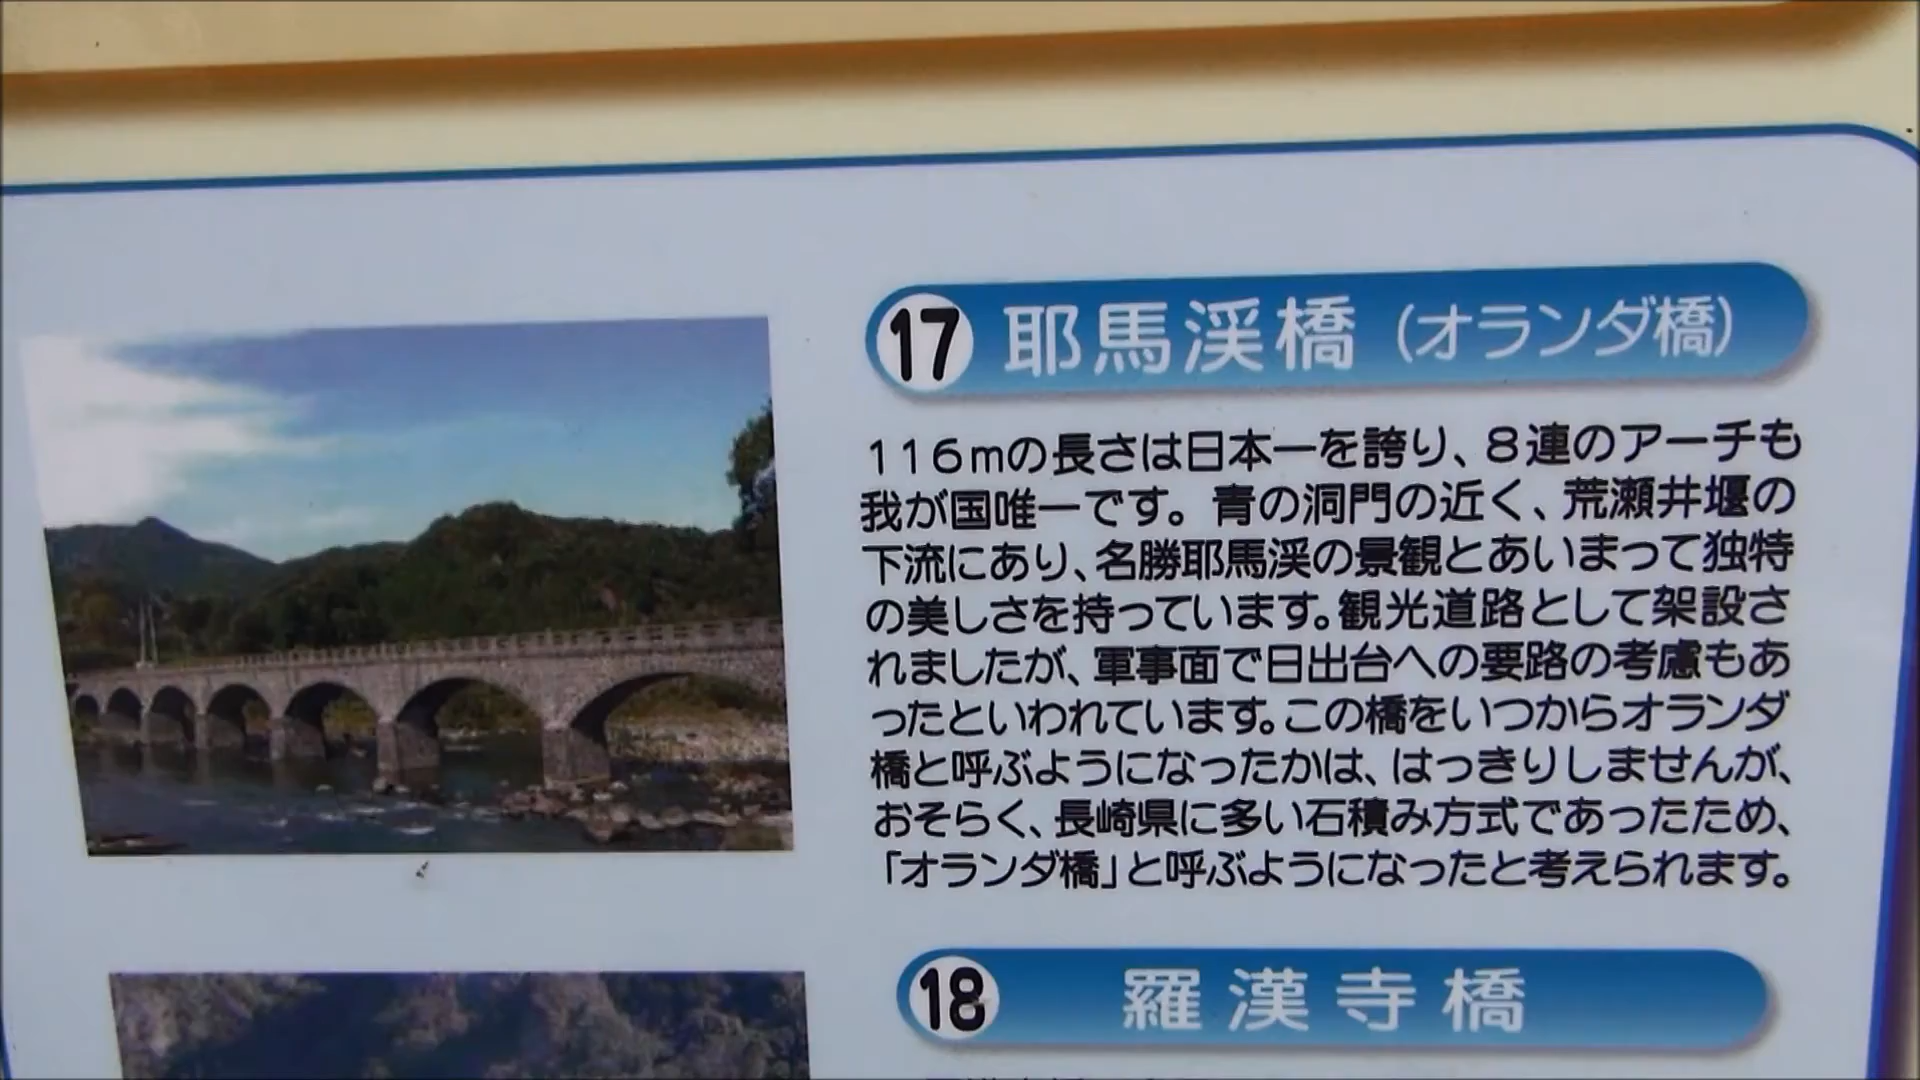 17 耶馬渓橋（オランダ橋）
116mの長さは日本一を誇り、8連のアーチも
我が国唯一です。青の洞門の近く、荒瀬井堰の
下流にあり、名勝耶馬渓の景観とあいまって独特
の美しさを持っています。観光道路として架設さ
れましたが、軍事面で日出台への要路の考慮もあ
ったといわれています。この橋をいつからオランダ
橋と呼ぶようになったかは、はっきりしませんが、
おそらく、長崎県に多い石積み方式であったため、
「オランダ橋」と呼ぶようになったと考えられます。
18 羅漢寺橋